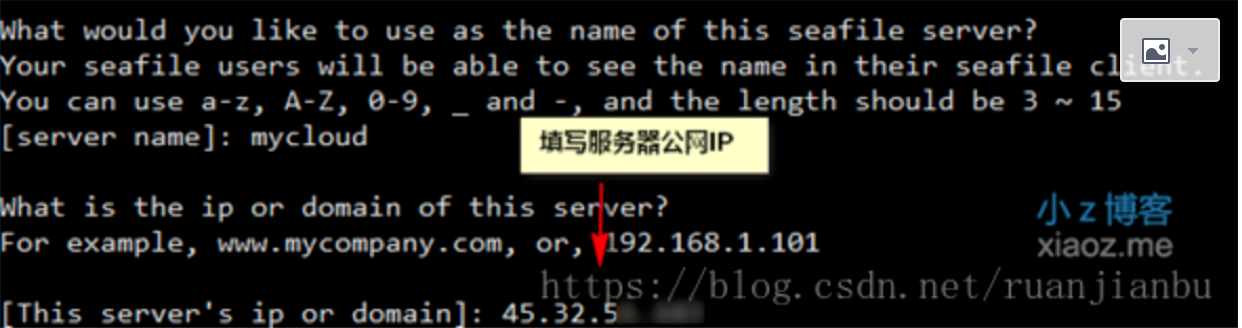 What would you like to use as the name of this seafile server?
Your seafile users will be able to see the name in their seafile client.
You can use a-z, A-Z, 0-9, _ and -, and the length should be 3 ~ 15
[server name]: mycloud
填写服务器公网IP
What is the ip or domain of this server?
For example, www.mycompany.com, or, 192.168.1.101
小z博客
xiaoz.me
https://blog.csdn.net/ruanjianbu
[This server's ip or domain]: 45.32.5